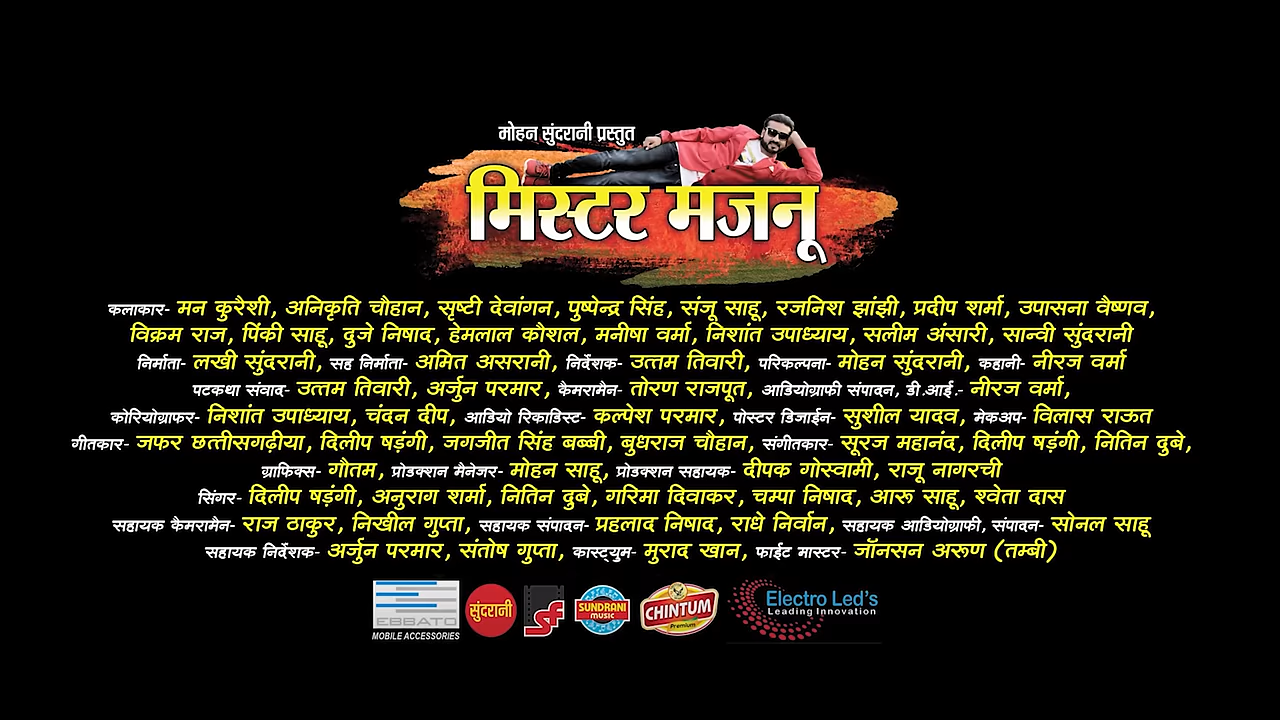 मोहन सुंदरानी प्रस्तुत
मिस्टर मजनू
कलाकार- मन कुरैशी, अनिकृति चौहान, सृष्टी देवांगन, पुष्पेन्द्र सिंह, संजू साहू, रजनिश झांझी, प्रदीप शर्मा, उपासना वैष्णव,
विक्रम राज, पिंकी साहू, दुजे निषाद, हेमलाल कौशल, मनीषा वर्मा, निशांत उपाध्याय, सलीम अंसारी, सान्वी सुंदरानी
निर्माता- लखी सुंदरानी, सह निर्माता- अमित असरानी, निर्देशक- उत्तम तिवारी, परिकल्पना- मोहन सुंदरानी, कहानी- नीरज वर्मा
पटकथा संवाद- उत्तम तिवारी, अर्जुन परमार, कैमरामैन- तोरण राजपूत, आडियोग्राफी संपादन, डी.आई.- नीरज वर्मा,
कोरियोग्राफर- निशांत उपाध्याय, चंदन दीप, आडियो रिकाडिस्ट- कल्पेश परमार, पोस्टर डिजाईन- सुशील यादव, मेकअप- विलास राऊत
गीतकार- जफर छत्तीसगढ़ीया, दिलीप षड़ंगी, जगजीत सिंह बब्बी, बुधराज चौहान, संगीतकार- सूरज महानंद, दिलीप षड़ंगी, नितिन दुबे,
ग्राफिक्स- गौतम, प्रोडक्शन मैनेजर- मोहन साहू, प्रोडक्शन सहायक- दीपक गोस्वामी, राजू नागरची
सिंगर- दिलीप षड़ंगी, अनुराग शर्मा, नितिन दुबे, गरिमा दिवाकर, चम्पा निषाद, आरू साहू, श्वेता दास
सहायक कैमरामैन- राज ठाकुर, निखील गुप्ता, सहायक संपादन- प्रहलाद निषाद, राधे निर्वान, सहायक आडियोग्राफी, संपादन- सोनल साहू
सहायक निर्देशक- अर्जुन परमार, संतोष गुप्ता, कास्ट्युम- मुराद खान, फाईट मास्टर- जॉनसन अरूण (तम्बी)
EBBATO
MOBILE ACCESSORIES
सुंदरानी
SF
SUNDRANI
MUSIC
CHINTUM
Premium
Electro Led's
Leading Innovation